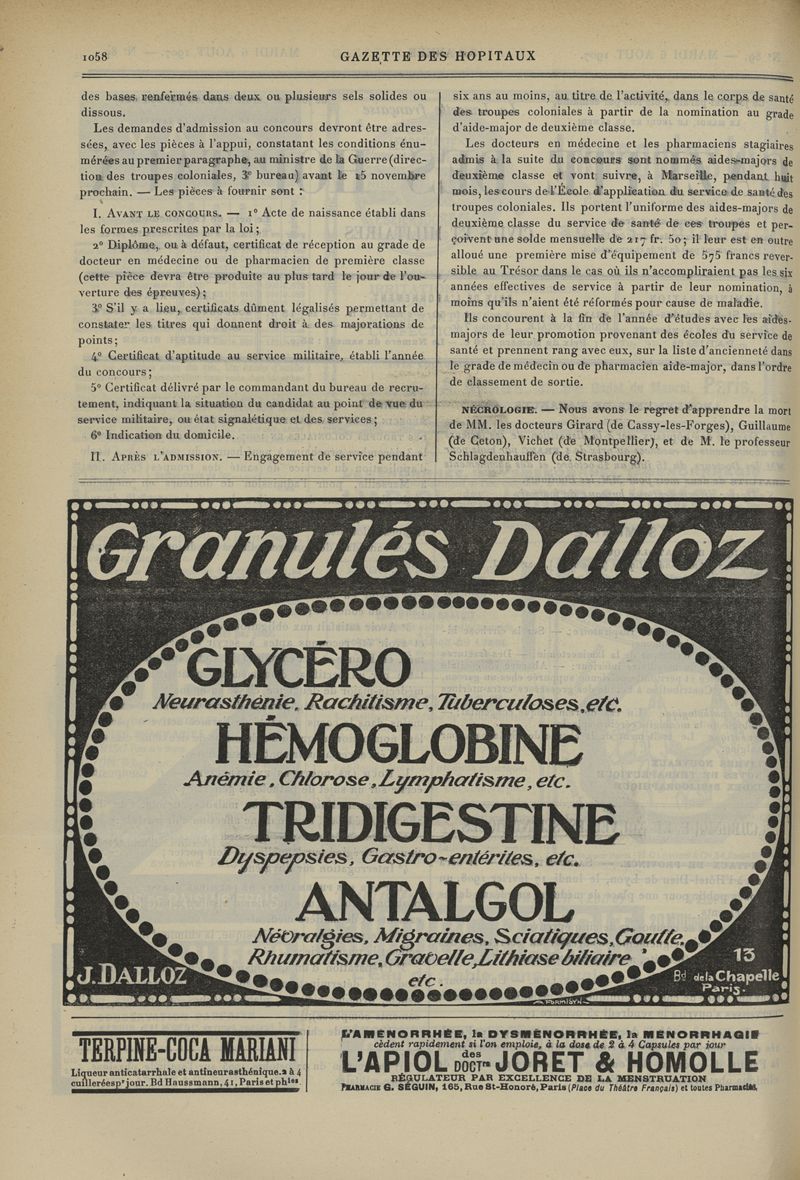 1058
GAZETTE DES HOPITAUX
des bases, renfermés dans deux ou plusieurs sels solides ou
dissous.
Les demandes d'admission au concours devront être adres-
sées, avec les pièces à l'appui, constatant les conditions énu-
mérées au premier paragraphe, au ministre de la Guerre (direc-
tion des troupes coloniales, 3e bureau) avant le 15 novembre
prochain. — Les pièces à fournir sont :
I. AVANT LE CONCOURS. — 1o Acte de naissance établi dans
les formes prescrites par la loi ;
2o Diplôme, ou à défaut, certificat de réception au grade de
docteur en médecine ou de pharmacien de première classe
(cette pièce devra être produite au plus tard le jour de l'ou-
verture des épreuves) ;
3o S'il y a lieu, certificats dûment légalisés permettant de
constater les titres qui donnent droit à des majorations de
points ;
4o Certificat d'aptitude au service militaire, établi l'année
du concours ;
5o Certificat délivré par le commandant du bureau de recru-
tement, indiquant la situation du candidat au point de vue du
service militaire, ou état signalétique et des services ;
6o Indication du domicile.
II. APRÈS L'ADMISSION. — Engagement de service pendant
six ans au moins, au titre de l'activité, dans le corps de santé
des troupes coloniales à partir de la nomination au grade
d'aide-major de deuxième classe.
Les docteurs en médecine et les pharmaciens stagiaires
admis à la suite du concours sont nommés aides-majors de
deuxième classe et vont suivre, à Marseille, pendant huit
mois, les cours de l'École d'application du service de santé des
troupes coloniales. Ils portent l'uniforme des aides-majors de
deuxième classe du service de santé de ces troupes et per-
çoivent une solde mensuelle de 217 fr. 50 ; il leur est en outre
alloué une première mise d'équipement de 575 francs rever-
sible au Trésor dans le cas où ils n'accompliraient pas les six
années effectives de service à partir de leur nomination, à
moins qu'ils n'aient été réformés pour cause de maladie.
Ils concourent à la fin de l'année d'études avec les aides-
majors de leur promotion provenant des écoles du service de
santé et prennent rang avec eux, sur la liste d'ancienneté dans
le grade de médecin ou de pharmacien aide-major, dans l'ordre
de classement de sortie.
NÉCROLOGIE. — Nous avons le regret d'apprendre la mort
de MM. les docteurs Girard (de Cassy-les-Forges), Guillaume
(de Ceton), Vichet (de Montpellier), et de M. le professeur
Schlagdenhauffen (de Strasbourg).
Granulés Dalloz
GLYCÉRO
Neurasthénie, Rachitisme, Tuberculoses, etc.
HÉMOGLOBINE
Anémie, Chlorose, Lymphatisme, etc.
TRIDIGESTINE
Dyspepsies, Gastro-entérites, etc.
ANTALGOL
Névralgies, Migraines, Sciatiques, Goutte,
Rhumatisme, Gravelle, Lithiase biliaire,
etc.
J. DALLOZ
13
Bd de la Chapelle
Paris.
TERPINE-COCA MARIANI
Liqueur anticatarrhale et antineurasthénique. 2 à 4
cuillerées pr jour. Bd Haussmann, 41, Paris et phies
L'AMÉNORRHÉE, la DYSMÉNORRHÉE, la MÉNORRHAGIE
cèdent rapidement si l'on emploie, à la dose de 2 à 4 Capsules par jour
L'APIOL des DOCTrs JORET & HOMOLLE
RÉGULATEUR PAR EXCELLENCE DE LA MENSTRUATION
PHARMACIE G. SÉGUIN, 165, Rue St-Honoré, Paris (Place du Théâtre Français) et toutes Pharmacies.